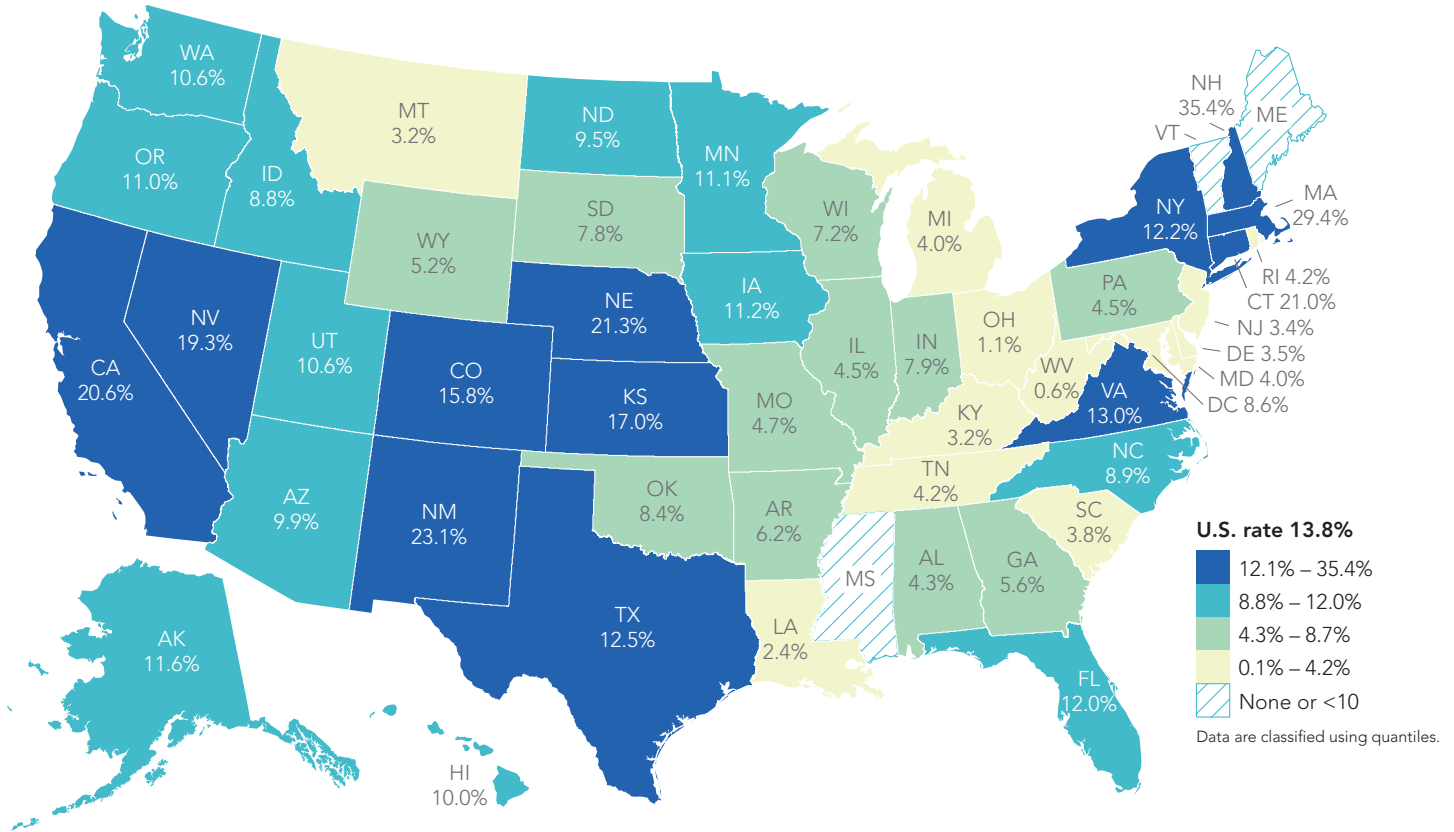 WA
10.6%
OR
11.0%
ID
8.8%
MT
3.2%
ND
9.5%
MN
11.1%
SD
7.8%
WI
7.2%
WY
5.2%
MI
4.0%
NH
35.4%
VT
ME
NY
12.2%
MA
29.4%
RI 4.2%
CT 21.0%
NJ 3.4%
DE 3.5%
MD 4.0%
DC 8.6%
PA
4.5%
NE
21.3%
IA
11.2%
NV
19.3%
UT
10.6%
CA
20.6%
CO
15.8%
KS
17.0%
MO
4.7%
IL
4.5%
IN
7.9%
OH
1.1%
WV
0.6%
VA
13.0%
KY
3.2%
NC
8.9%
TN
4.2%
SC
3.8%
AZ
9.9%
NM
23.1%
OK
8.4%
AR
6.2%
MS
AL
4.3%
GA
5.6%
TX
12.5%
LA
2.4%
FL
12.0%
AK
11.6%
HI
10.0%
U.S. rate 13.8%
12.1% – 35.4%
8.8% – 12.0%
4.3% – 8.7%
0.1% – 4.2%
None or <10
Data are classified using quantiles.